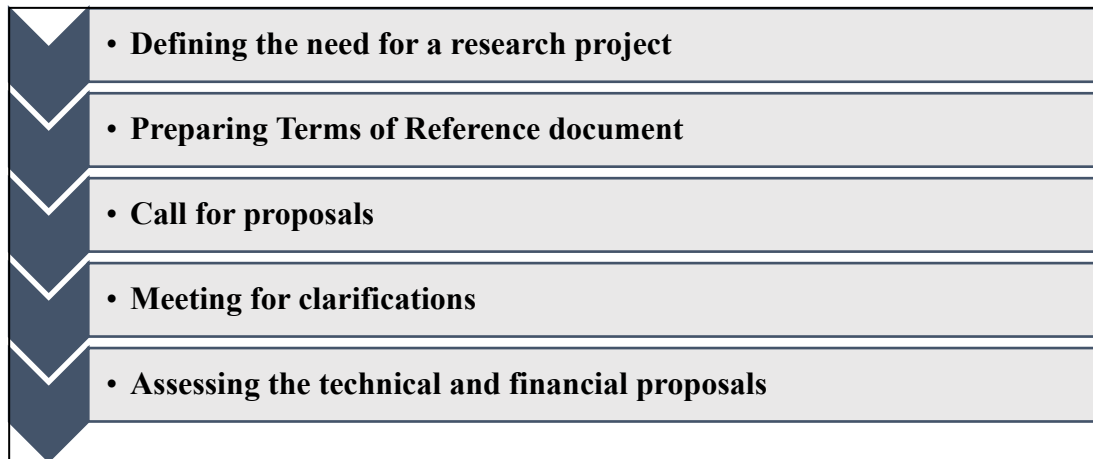 • Defining the need for a research project
• Preparing Terms of Reference document
• Call for proposals
• Meeting for clarifications
• Assessing the technical and financial proposals